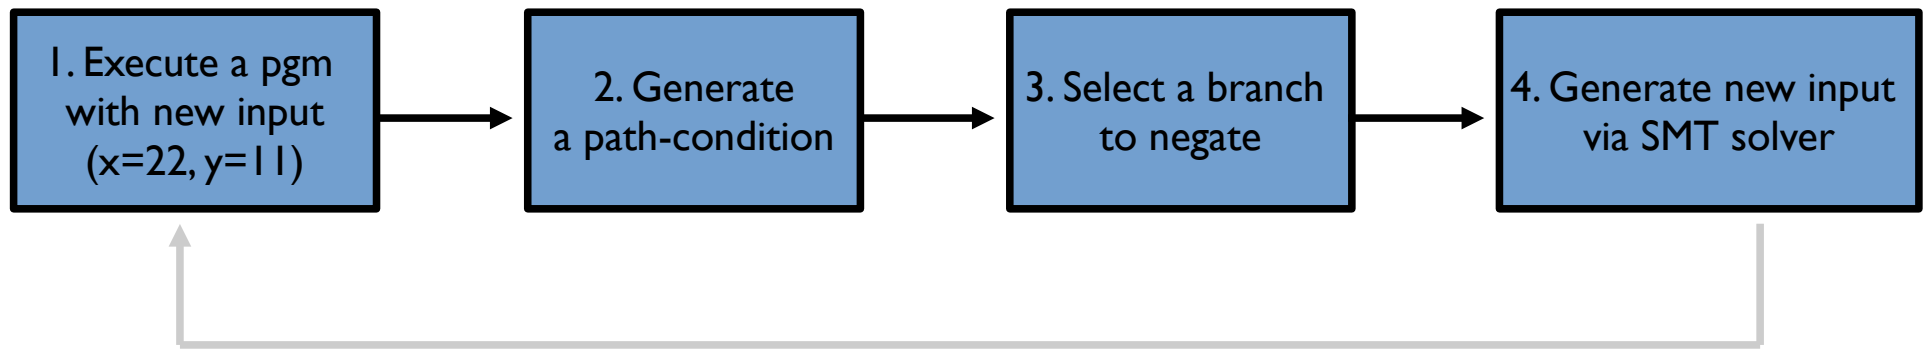 1. Execute a pgm
with new input
(x=22, y=11)
2. Generate
a path-condition
3. Select a branch
to negate
4. Generate new input
via SMT solver